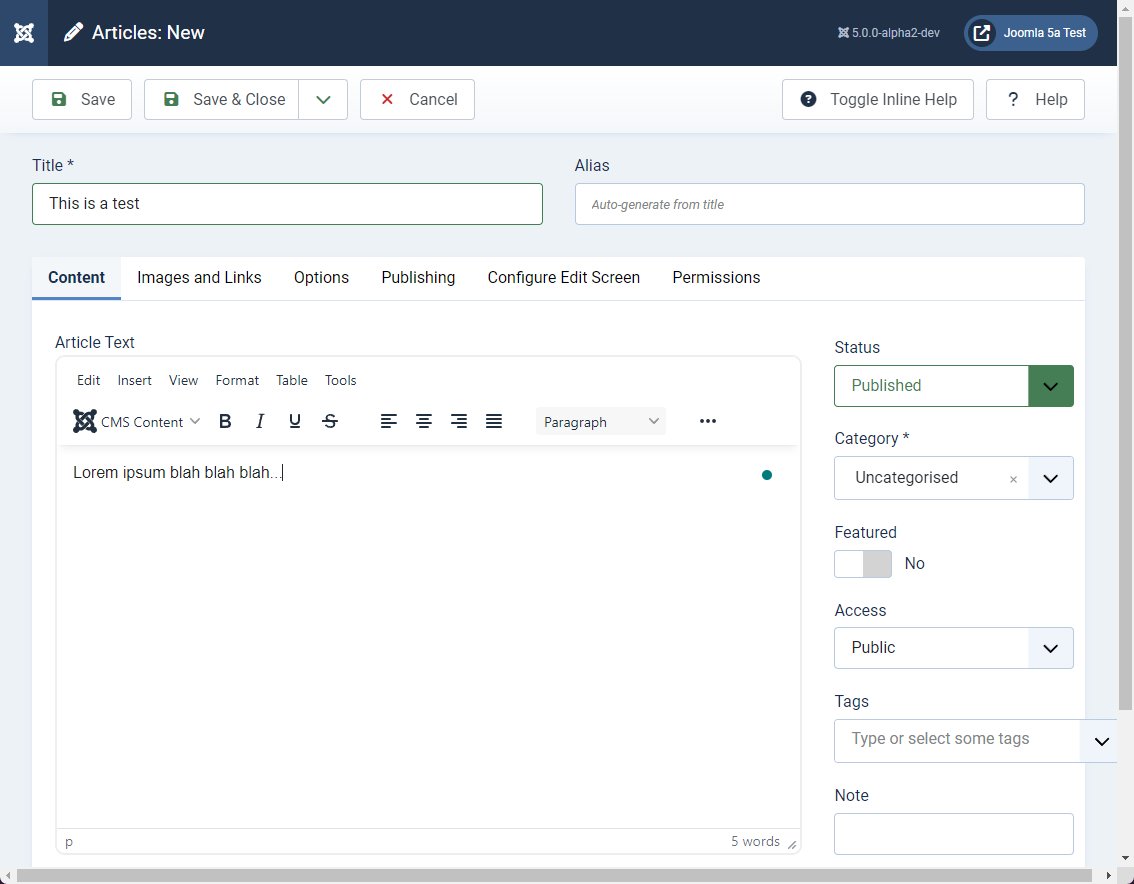 Articles: New
5.0.0-alpha2-dev
Joomla 5a Test
Save
Save & Close
Cancel
Toggle Inline Help
? Help
Title *
Alias
This is a test
Auto-generate from title
Content Images and Links Options Publishing Configure Edit Screen Permissions
Article Text
Edit Insert View Format Table Tools
CMS Content B I U S Paragraph ...
Lorem ipsum blah blah blah...
p
5 words
Status
Published
Category *
Uncategorised ×
Featured
No
Access
Public
Tags
Type or select some tags
Note